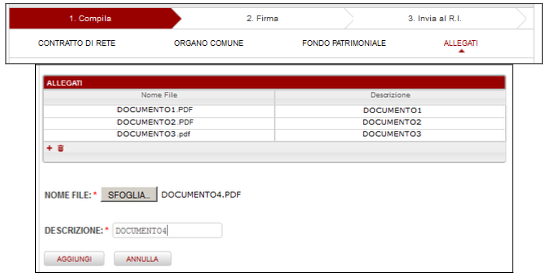 1. Compila 2. Firma 3. Invia al R.I.
CONTRATTO DI RETE ORGANO COMUNE FONDO PATRIMONIALE ALLEGATI
ALLEGATI
Nome File Descrizione
DOCUMENTO1.PDF DOCUMENTO1
DOCUMENTO2.PDF DOCUMENTO2
DOCUMENTO3.pdf DOCUMENTO3
NOME FILE: * SFOGLIA... DOCUMENTO4.PDF
DESCRIZIONE: * DOCUMENTO4
AGGIUNGI ANNULLA